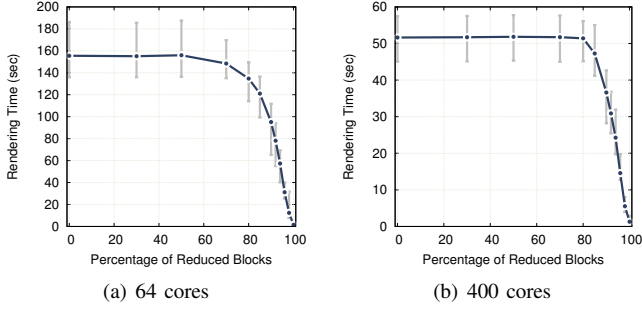 200
180
160
140
120
100
80
60
40
20
0
Rendering Time (sec)
0 20 40 60 80 100
Percentage of Reduced Blocks
(a) 64 cores
60
50
40
30
20
10
0
Rendering Time (sec)
0 20 40 60 80 100
Percentage of Reduced Blocks
(b) 400 cores